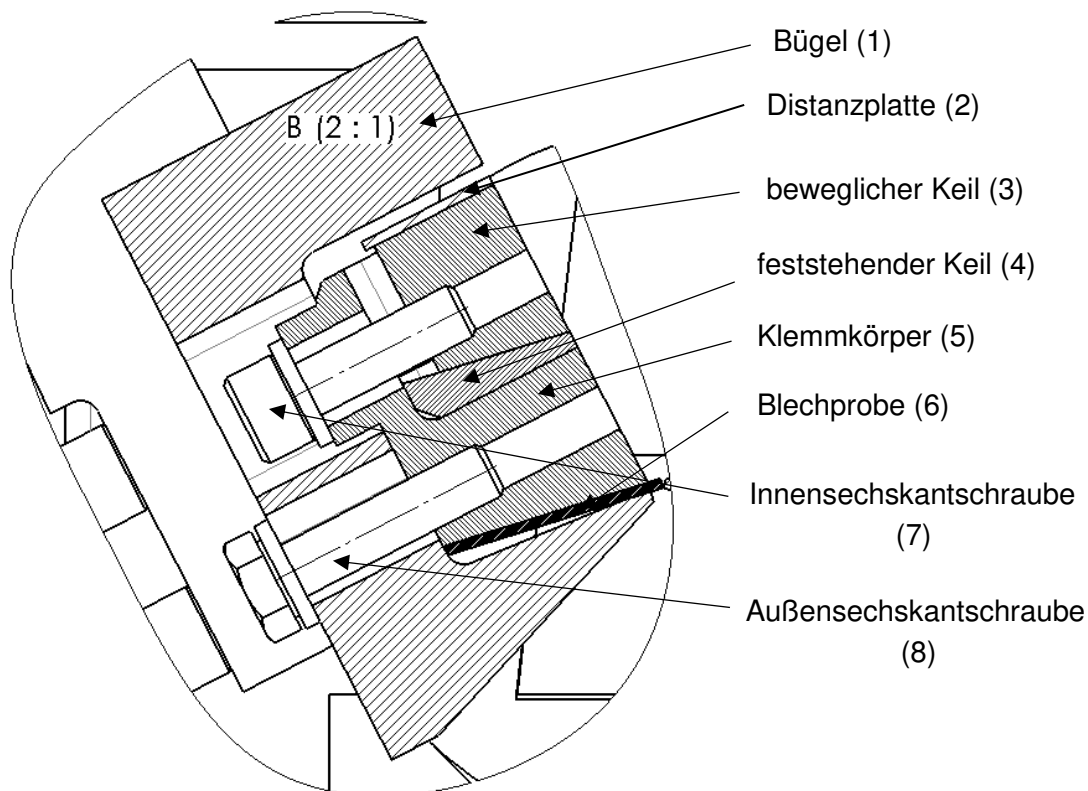 Bügel (1)
B (2 : 1)
Distanzplatte (2)
beweglicher Keil (3)
feststehender Keil (4)
Klemmkörper (5)
Blechprobe (6)
Innensechskantschraube
(7)
Außensechskantschraube
(8)